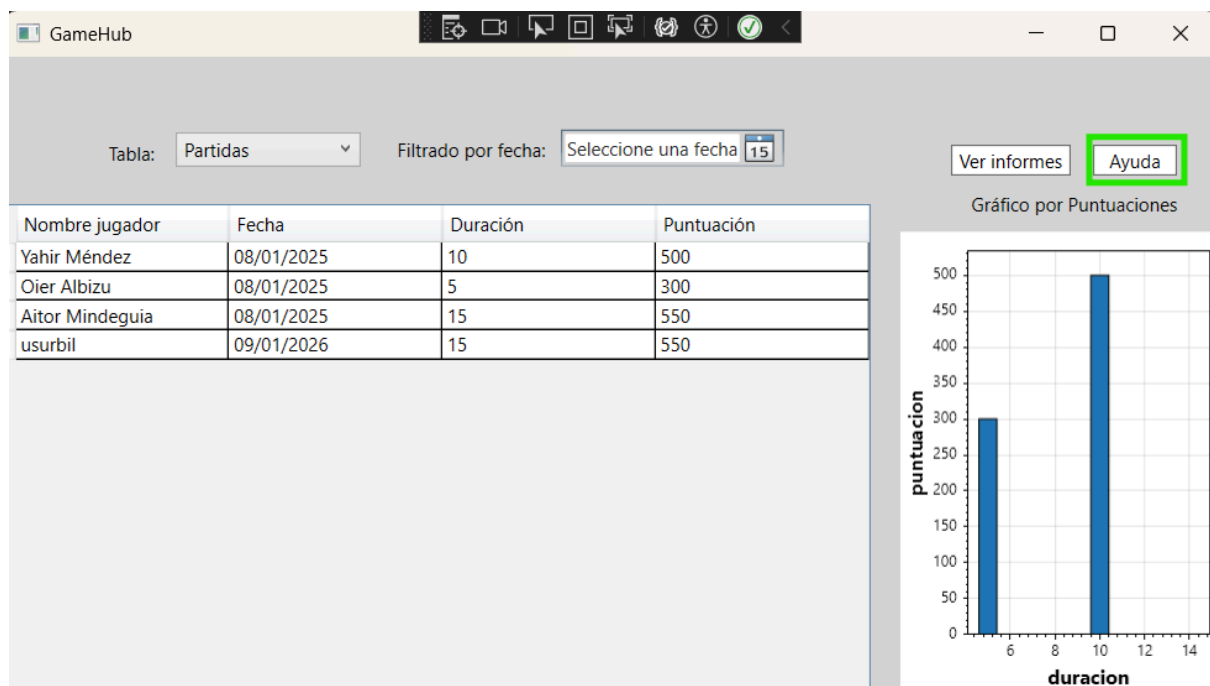 GameHub
Tabla: Partidas Filtrado por fecha: Seleccione una fecha 15 Ver informes Ayuda
Gráfico por Puntuaciones
Nombre jugador Fecha Duración Puntuación
Yahir Méndez 08/01/2025 10 500
Oier Albizu 08/01/2025 5 300
Aitor Mindeguia 08/01/2025 15 550
usurbil 09/01/2026 15 550
500
450
400
350
300
250
200
150
100
50
0
puntuacion
6 8 10 12 14
duracion